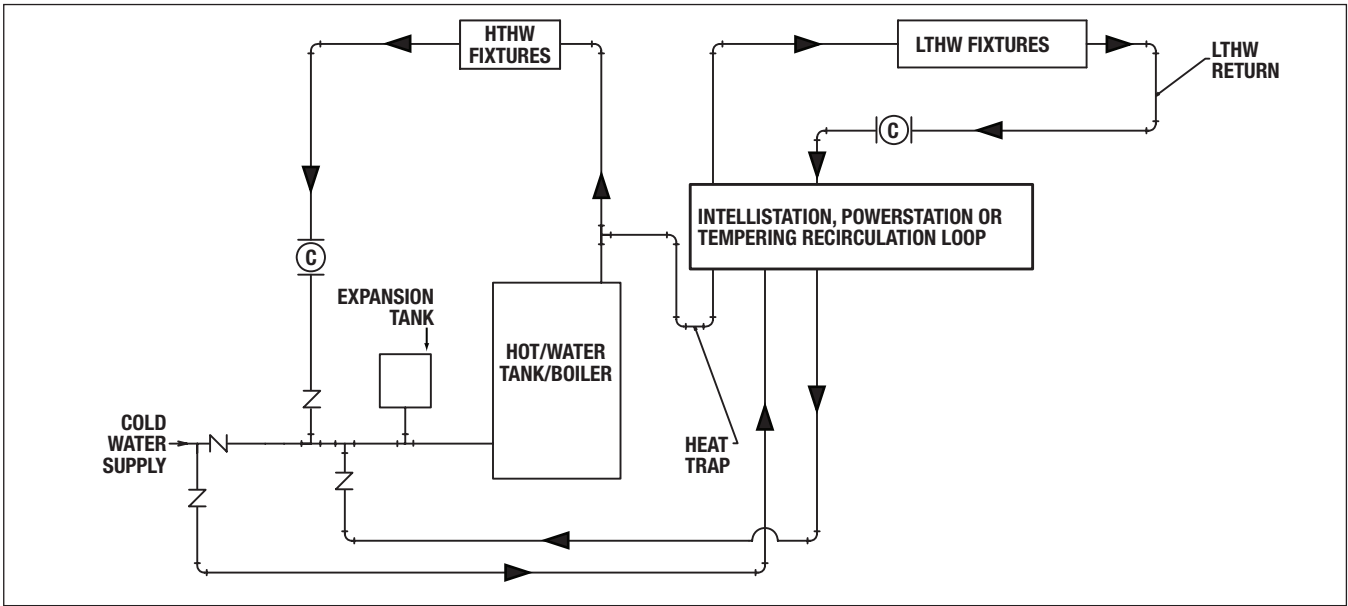 HTHW
FIXTURES
LTHW FIXTURES
LTHW
RETURN
C
INTELLISTATION, POWERSTATION OR
TEMPERING RECIRCULATION LOOP
C
EXPANSION
TANK
HOT/WATER
TANK/BOILER
COLD
WATER
SUPPLY
HEAT
TRAP